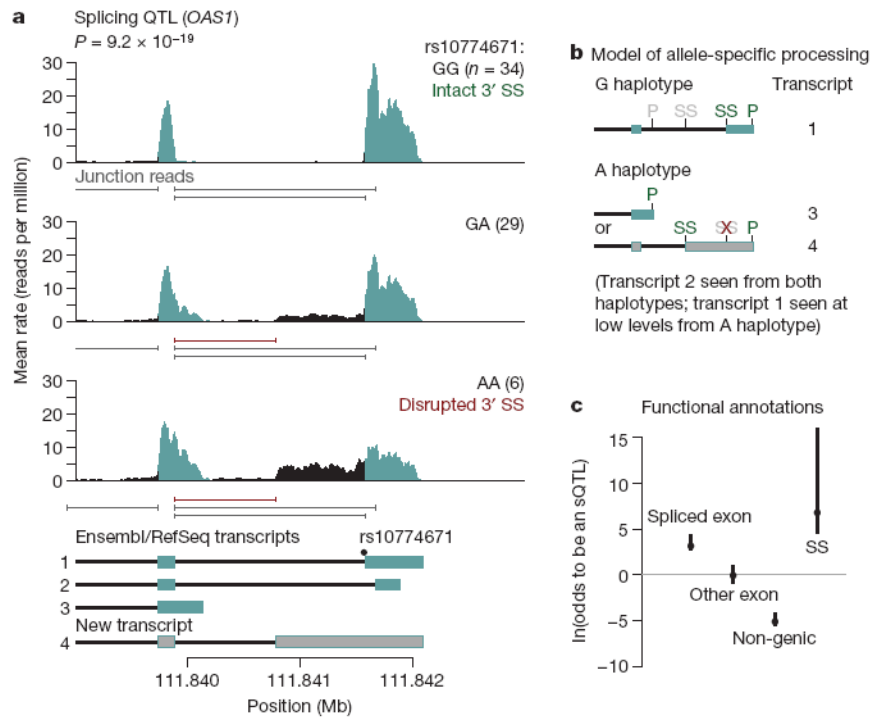 a
Splicing QTL (OAS1)
P = 9.2 × 10–19
rs10774671:
GG (n = 34)
Intact 3′ SS
30
20
10
0
Junction reads
GA (29)
30
20
10
0
AA (6)
Disrupted 3′ SS
30
20
10
0
Mean rate (reads per million)
Ensembl/RefSeq transcripts
rs10774671
1
2
3
New transcript
4
111.840 111.841 111.842
Position (Mb)
b Model of allele-specific processing
G haplotype Transcript
P SS SS P
1
A haplotype
P
3
or
SS SS X P
4
(Transcript 2 seen from both
haplotypes; transcript 1 seen at
low levels from A haplotype)
c
Functional annotations
15
10
5
0
−5
−10
ln(odds to be an sQTL)
Spliced exon
SS
Other exon
Non-genic